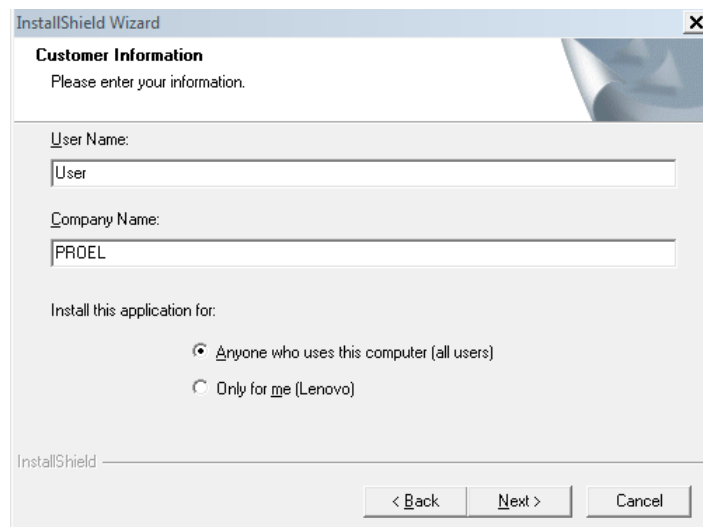 InstallShield Wizard
Customer Information
Please enter your information.
User Name:
User
Company Name:
PROEL
Install this application for:
Anyone who uses this computer (all users)
Only for me (Lenovo)
InstallShield
< Back Next > Cancel